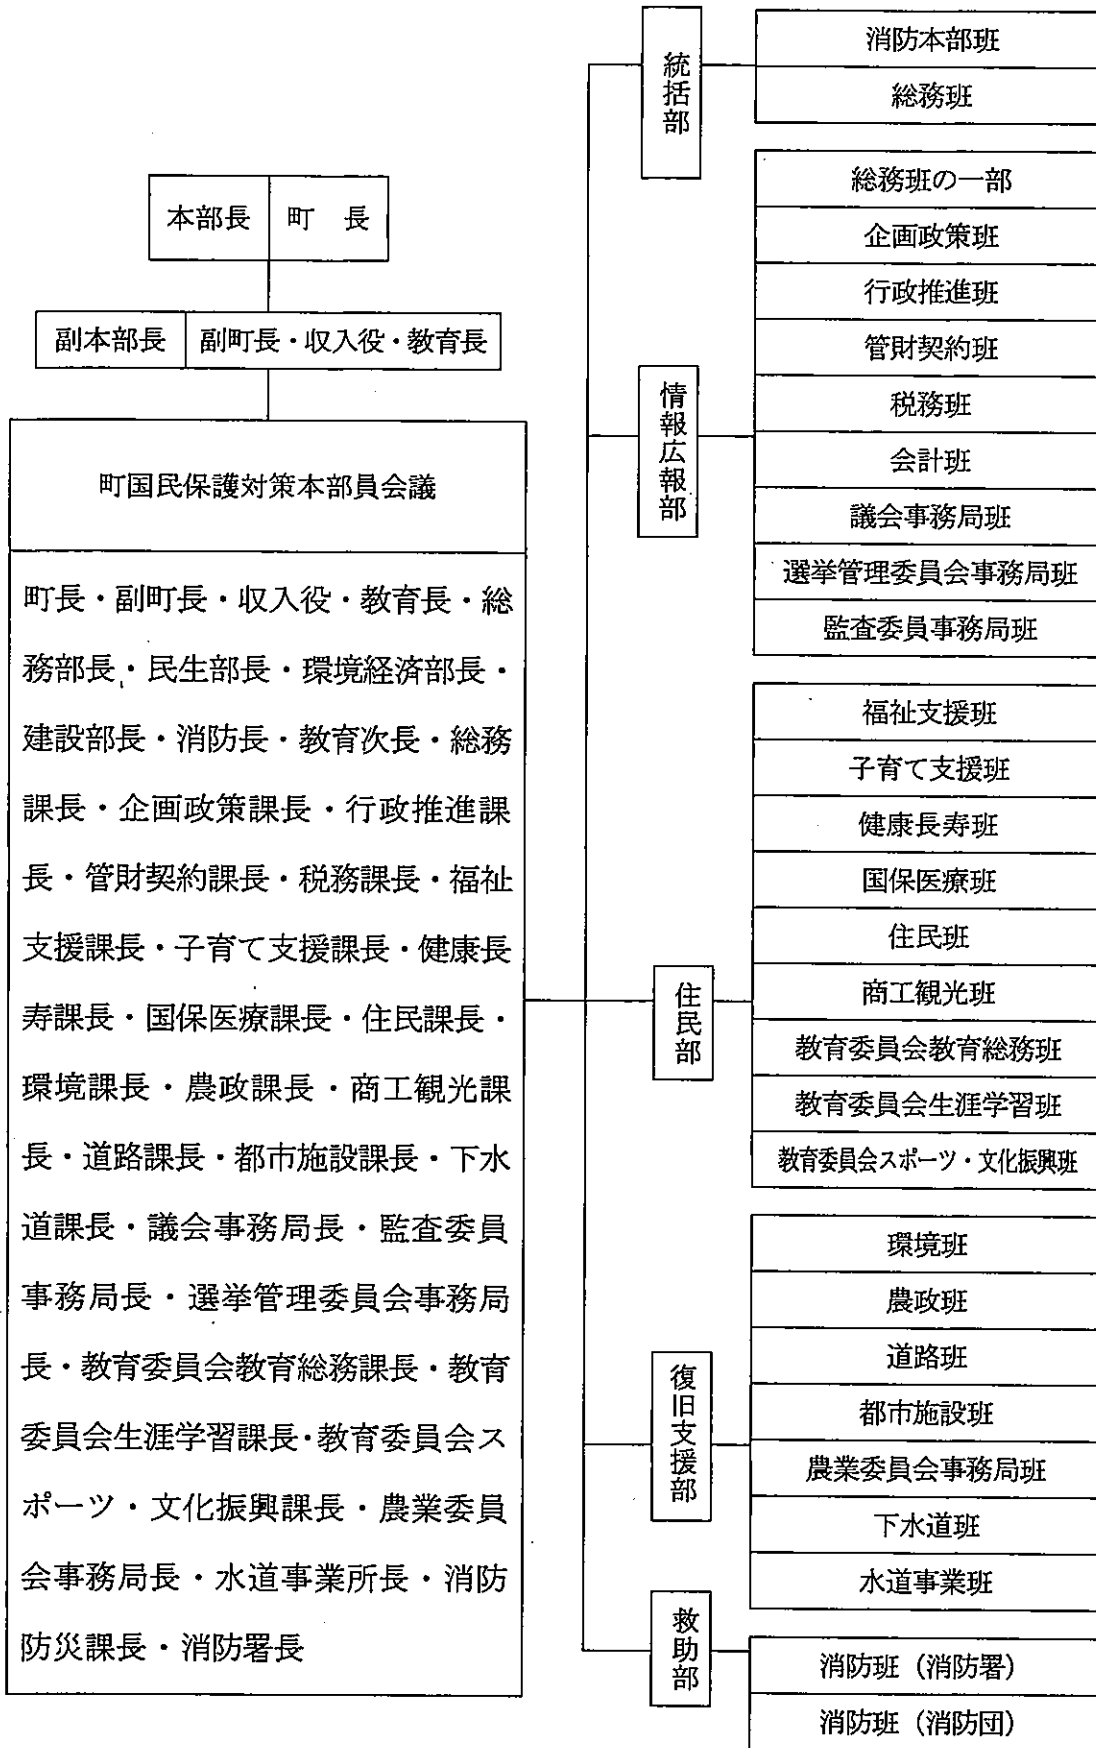 本部長 町　長
副本部長 副町長・収入役・教育長
町国民保護対策本部員会議
町長・副町長・収入役・教育長・総
務部長・民生部長・環境経済部長・
建設部長・消防長・教育次長・総務
課長・企画政策課長・行政推進課
長・管財契約課長・税務課長・福祉
支援課長・子育て支援課長・健康長
寿課長・国保医療課長・住民課長・
環境課長・農政課長・商工観光課
長・道路課長・都市施設課長・下水
道課長・議会事務局長・監査委員
事務局長・選挙管理委員会事務局
長・教育委員会教育総務課長・教育
委員会生涯学習課長・教育委員会ス
ポーツ・文化振興課長・農業委員
会事務局長・水道事業所長・消防
防災課長・消防署長
統括部
消防本部班
総務班
情報広報部
総務班の一部
企画政策班
行政推進班
管財契約班
税務班
会計班
議会事務局班
選挙管理委員会事務局班
監査委員事務局班
住民部
福祉支援班
子育て支援班
健康長寿班
国保医療班
住民班
商工観光班
教育委員会教育総務班
教育委員会生涯学習班
教育委員会スポーツ・文化振興班
復旧支援部
環境班
農政班
道路班
都市施設班
農業委員会事務局班
下水道班
水道事業班
救助部
消防班（消防署）
消防班（消防団）